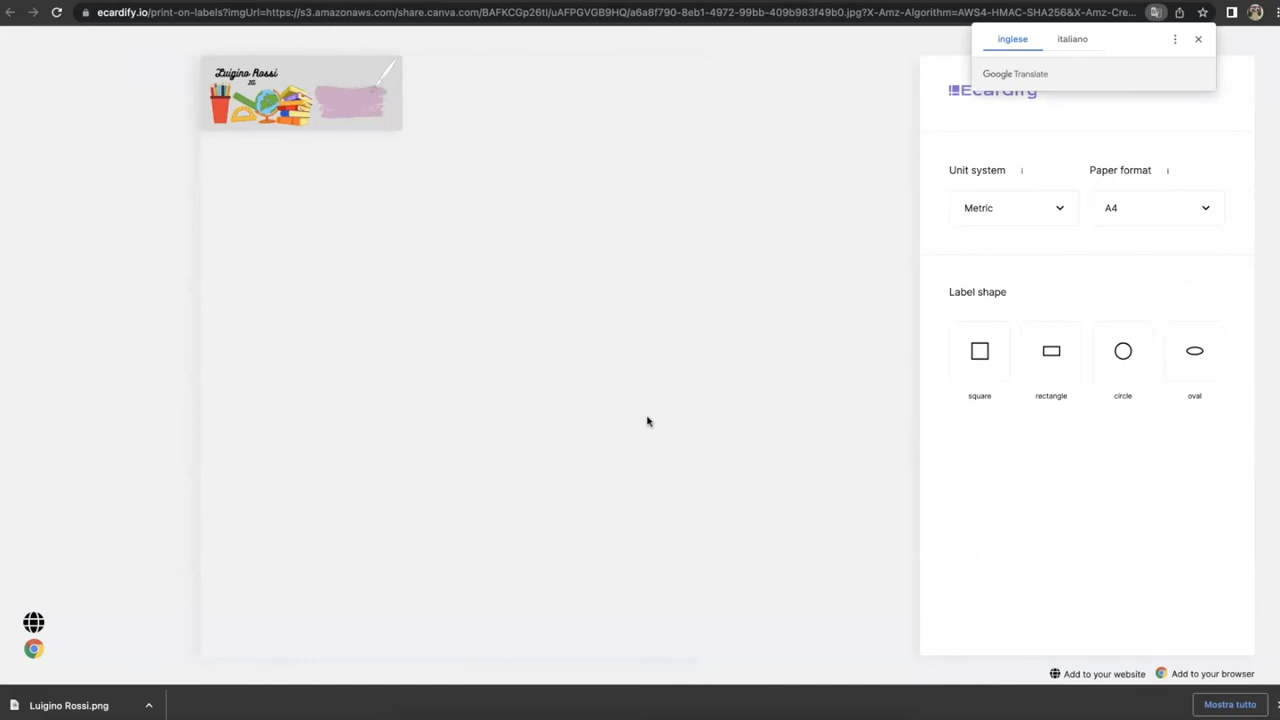 ecardify.io/print-on-labels?imgUrl=https://s3.amazonaws.com/share.canva.com/BAFKCGp26tI/uAFPGVGB9HQ/a6a8f790-8eb1-4972-99bb-409b983f49b0.jpg?X-Amz-Algorithm=AWS4-HMAC-SHA256&X-Amz-Cre...
inglese italiano
Google Translate
Ecardify
Luigino Rossi
Unit system i Paper format i
Metric A4
Label shape
square rectangle circle oval
Add to your website Add to your browser
Luigino Rossi.png Mostra tutto